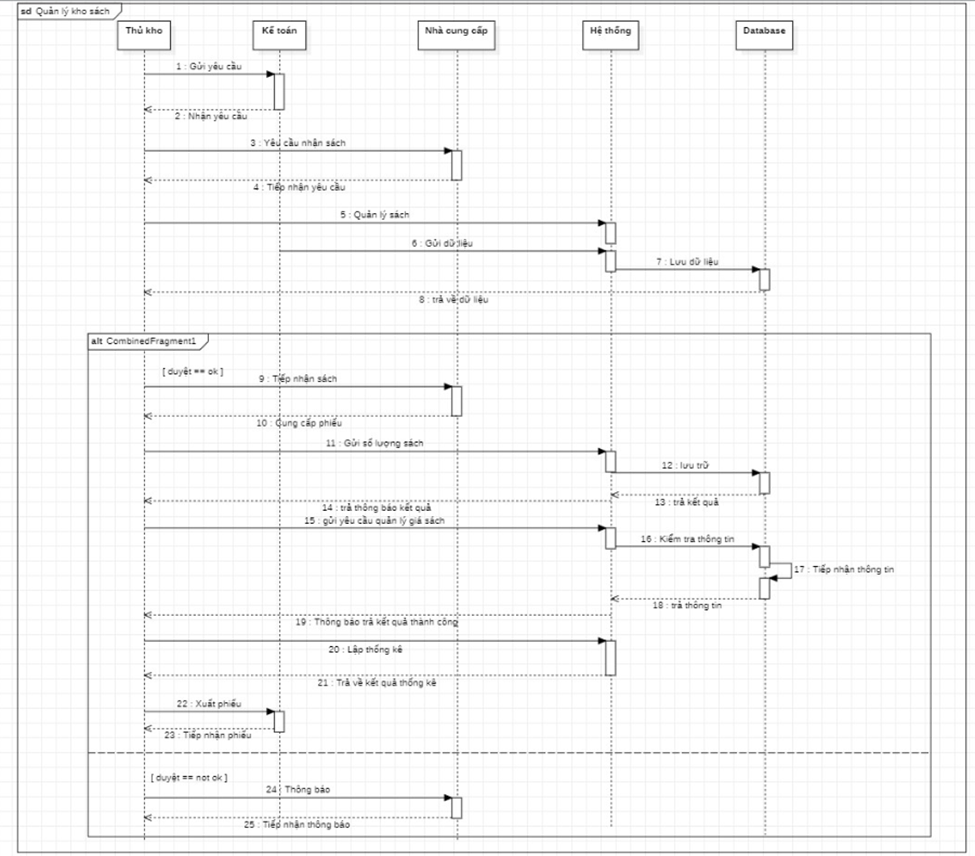 sd Quản lý kho sách
Thủ kho
Kế toán
Nhà cung cấp
Hệ thống
Database
1 : Gửi yêu cầu
2 : Nhận yêu cầu
3 : Yêu cầu nhận sách
4 : Tiếp nhận yêu cầu
5 : Quản lý sách
6 : Gửi dữ liệu
7 : Lưu dữ liệu
8 : trả về dữ liệu
alt CombinedFragment1
[ duyệt == ok ]
9 : Tiếp nhận sách
10 : Cung cấp phiếu
11 : Gửi số lượng sách
12 : lưu trữ
13 : trả kết quả
14 : trả thông báo kết quả
15 : gửi yêu cầu quản lý giá sách
16 : Kiểm tra thông tin
17 : Tiếp nhận thông tin
18 : trả thông tin
19 : Thông báo trả kết quả thành công
20 : Lập thống kê
21 : Trả về kết quả thống kê
22 : Xuất phiếu
23 : Tiếp nhận phiếu
[ duyệt == not ok ]
24 : Thông báo
25 : Tiếp nhận thông báo